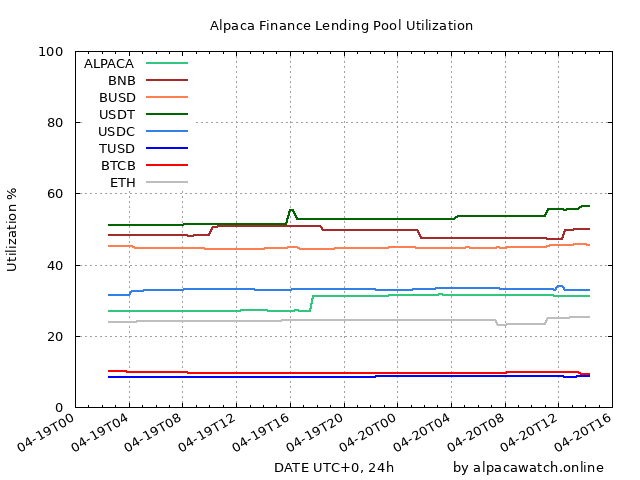 Alpaca Finance Lending Pool Utilization
100
80
60
40
20
0
Utilization %
ALPACA
BNB
BUSD
USDT
USDC
TUSD
BTCB
ETH
04-19T00
04-19T04
04-19T08
04-19T12
04-19T16
04-19T20
04-20T00
04-20T04
04-20T08
04-20T12
04-20T16
DATE UTC+0, 24h
by alpacawatch.online